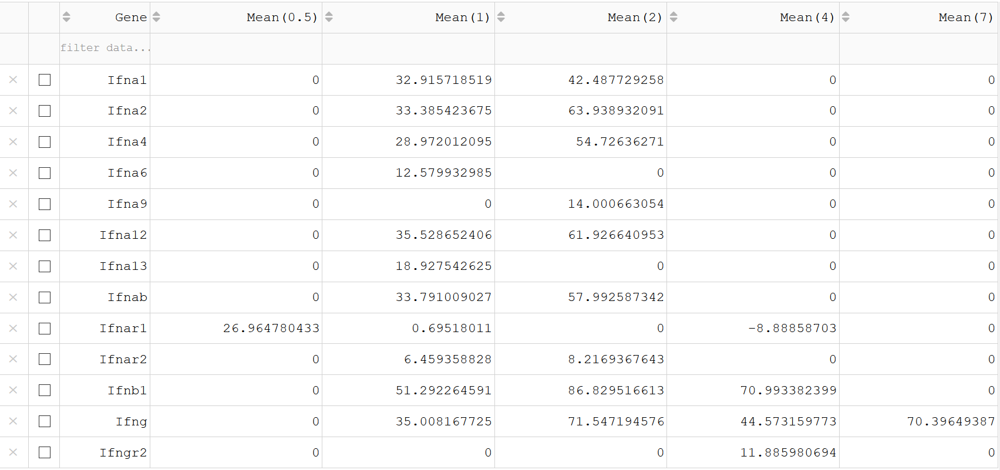 Gene Mean(0.5) Mean(1) Mean(2) Mean(4) Mean(7)
filter data...
Ifna1 0 32.915718519 42.487729258 0 0
Ifna2 0 33.385423675 63.938932091 0 0
Ifna4 0 28.972012095 54.72636271 0 0
Ifna6 0 12.579932985 0 0 0
Ifna9 0 0 14.000663054 0 0
Ifna12 0 35.528652406 61.926640953 0 0
Ifna13 0 18.927542625 0 0 0
Ifnab 0 33.791009027 57.992587342 0 0
Ifnar1 26.964780433 0.69518011 0 -8.88858703 0
Ifnar2 0 6.459358828 8.2169367643 0 0
Ifnb1 0 51.292264591 86.829516613 70.993382399 0
Ifng 0 35.008167725 71.547194576 44.573159773 70.39649387
Ifngr2 0 0 0 11.885980694 0